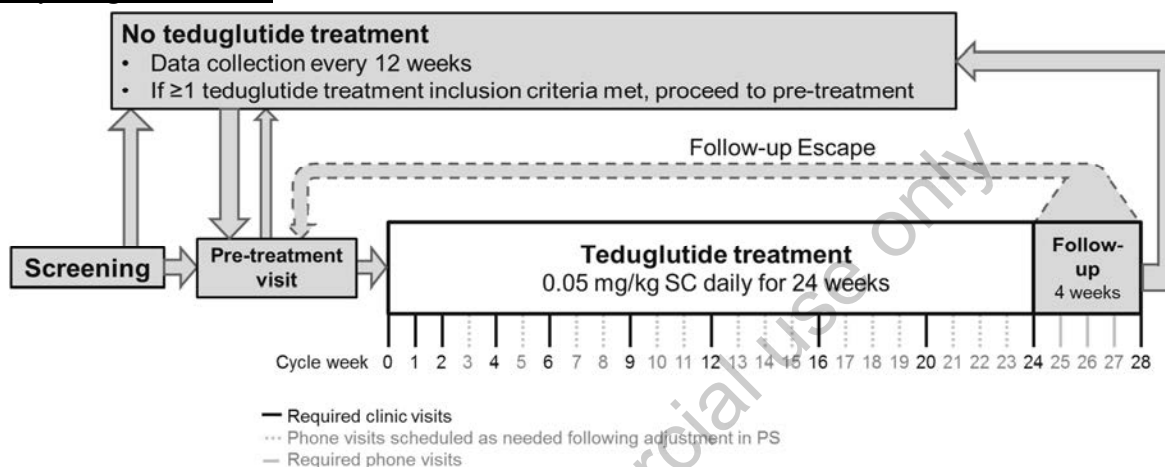 No teduglutide treatment
• Data collection every 12 weeks
• If ≥1 teduglutide treatment inclusion criteria met, proceed to pre-treatment
Follow-up Escape
Screening
Pre-treatment
visit
Teduglutide treatment
0.05 mg/kg SC daily for 24 weeks
Follow-
up
4 weeks
Cycle week 0 1 2 3 4 5 6 7 8 9 10 11 12 13 14 15 16 17 18 19 20 21 22 23 24 25 26 27 28
Required clinic visits
Phone visits scheduled as needed following adjustment in PS
Required phone visits
rcial use only